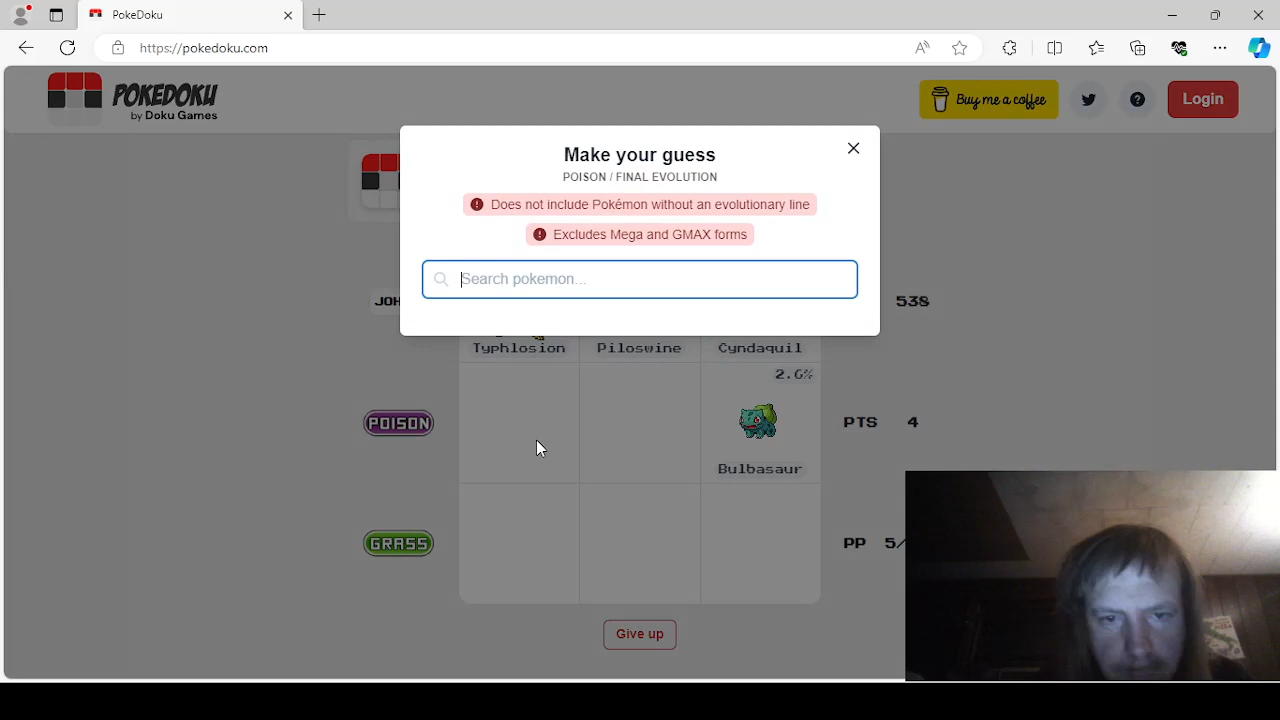 PokeDoku
https://pokedoku.com
POKEDOKU
by Doku Games
Buy me a coffee
Login
Make your guess
POISON / FINAL EVOLUTION
Does not include Pokémon without an evolutionary line
Excludes Mega and GMAX forms
Search pokemon...
JOH
538
Typhlosion
Piloswine
Cyndaquil
2.6%
POISON
PTS 4
Bulbasaur
GRASS
PP 5/
Give up